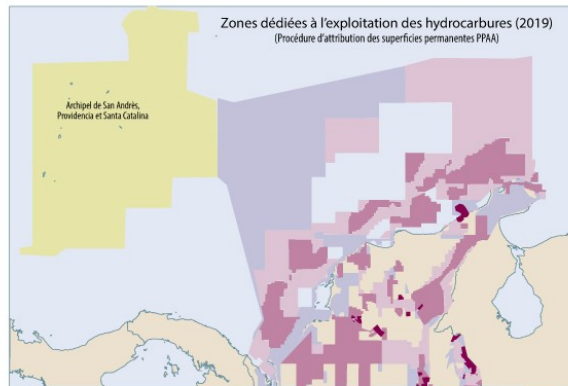 Zones dédiées à l'exploitation des hydrocarbures (2019)
(Procédure d'attribution des superficies permanentes PPAA)
Archipel de San Andrès,
Providencia et Santa Catalina